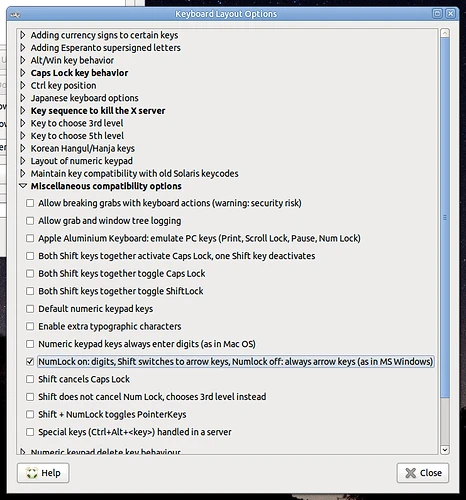 Keyboard Layout Options
Adding currency signs to certain keys
Adding Esperanto supersigned letters
Alt/Win key behavior
Caps Lock key behavior
Ctrl key position
Japanese keyboard options
Key sequence to kill the X server
Key to choose 3rd level
Key to choose 5th level
Korean Hangul/Hanja keys
Layout of numeric keypad
Maintain key compatibility with old Solaris keycodes
Miscellaneous compatibility options
Allow breaking grabs with keyboard actions (warning: security risk)
Allow grab and window tree logging
Apple Aluminium Keyboard: emulate PC keys (Print, Scroll Lock, Pause, Num Lock)
Both Shift keys together activate Caps Lock, one Shift key deactivates
Both Shift keys together toggle Caps Lock
Both Shift keys together toggle ShiftLock
Default numeric keypad keys
Enable extra typographic characters
Numeric keypad keys always enter digits (as in Mac OS)
NumLock on: digits, Shift switches to arrow keys, Numlock off: always arrow keys (as in MS Windows)
Shift cancels Caps Lock
Shift does not cancel Num Lock, chooses 3rd level instead
Shift + NumLock toggles PointerKeys
Special keys (Ctrl+Alt+<key>) handled in a server
Numeric keypad delete key behaviour
Help
Close